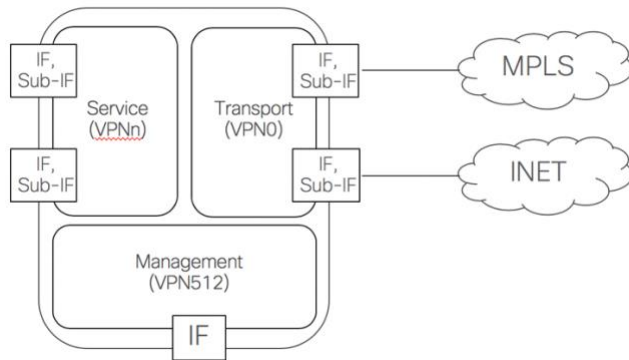 IF,
Sub-IF
Service
(VPNn)
Transport
(VPN0)
IF,
Sub-IF
MPLS
IF,
Sub-IF
IF,
Sub-IF
INET
Management
(VPN512)
IF